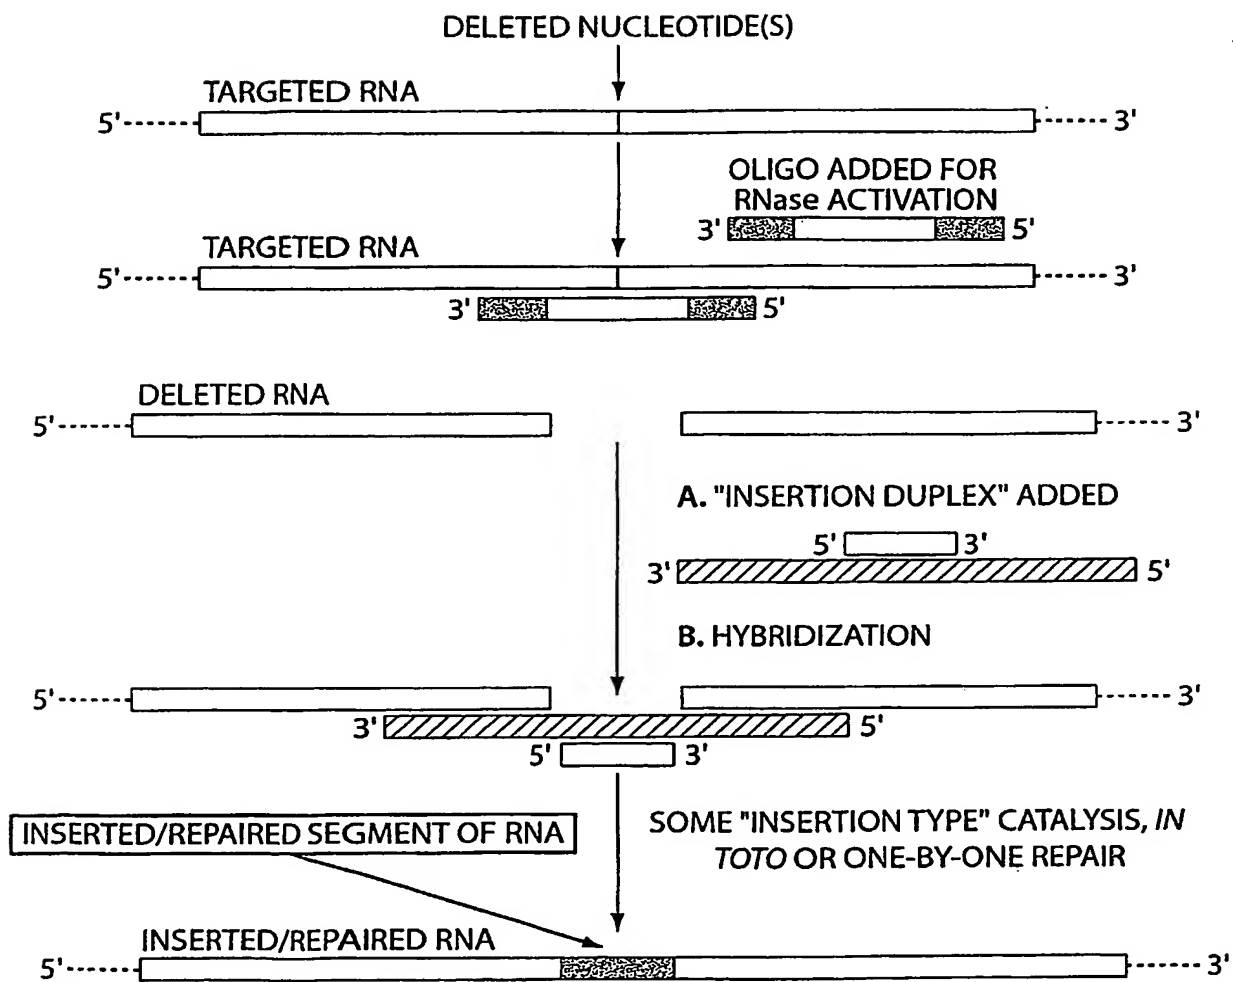 DELETED NUCLEOTIDE(S)
TARGETED RNA
5' 3'
OLIGO ADDED FOR
RNase ACTIVATION
3' 5'
TARGETED RNA
5' 3'
3' 5'
DELETED RNA
5' 3'
A. "INSERTION DUPLEX" ADDED
5' 3'
3' 5'
B. HYBRIDIZATION
5' 3'
3' 5'
5' 3'
SOME "INSERTION TYPE" CATALYSIS, IN
TOTO OR ONE-BY-ONE REPAIR
INSERTED/REPAIRED SEGMENT OF RNA
INSERTED/REPAIRED RNA
5' 3'